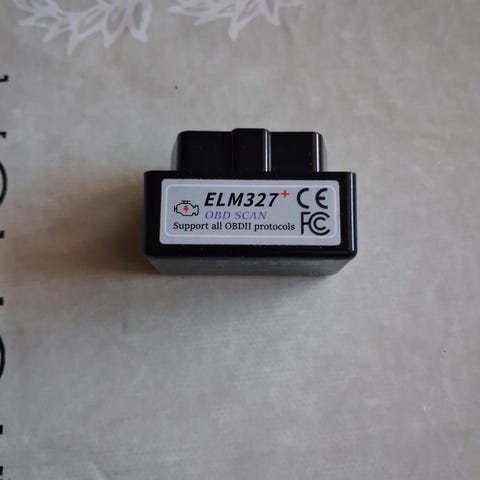 ELM327+
OBD SCAN
Support all OBDII protocols
CE
FC